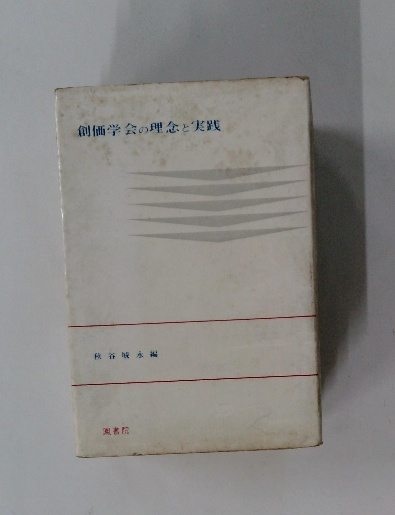 創価学会の理念と実践
秋谷城永編
鳳書院